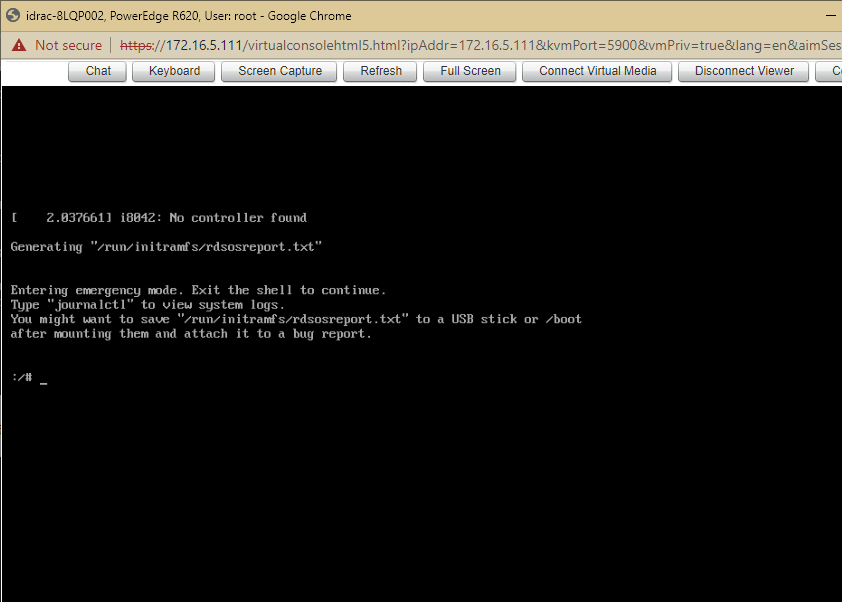 idrac-8LQP002, PowerEdge R620, User: root - Google Chrome
Not secure | https://172.16.5.111/virtualconsolehtml5.html?ipAddr=172.16.5.111&kvmPort=5900&vmPriv=true&lang=en&aimSes
Chat Keyboard Screen Capture Refresh Full Screen Connect Virtual Media Disconnect Viewer
[    2.037661] i8042: No controller found
Generating "/run/initramfs/rdsosreport.txt"
Entering emergency mode. Exit the shell to continue.
Type "journalctl" to view system logs.
You might want to save "/run/initramfs/rdsosreport.txt" to a USB stick or /boot
after mounting them and attach it to a bug report.
:/# _